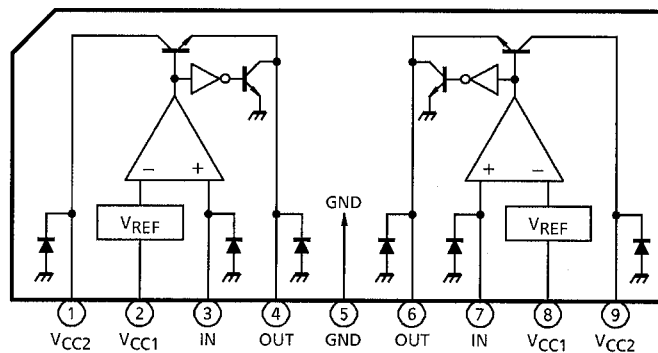 − +
+ −
VREF
GND
VREF
1 2 3 4 5 6 7 8 9
VCC2 VCC1 IN OUT GND OUT IN VCC1 VCC2